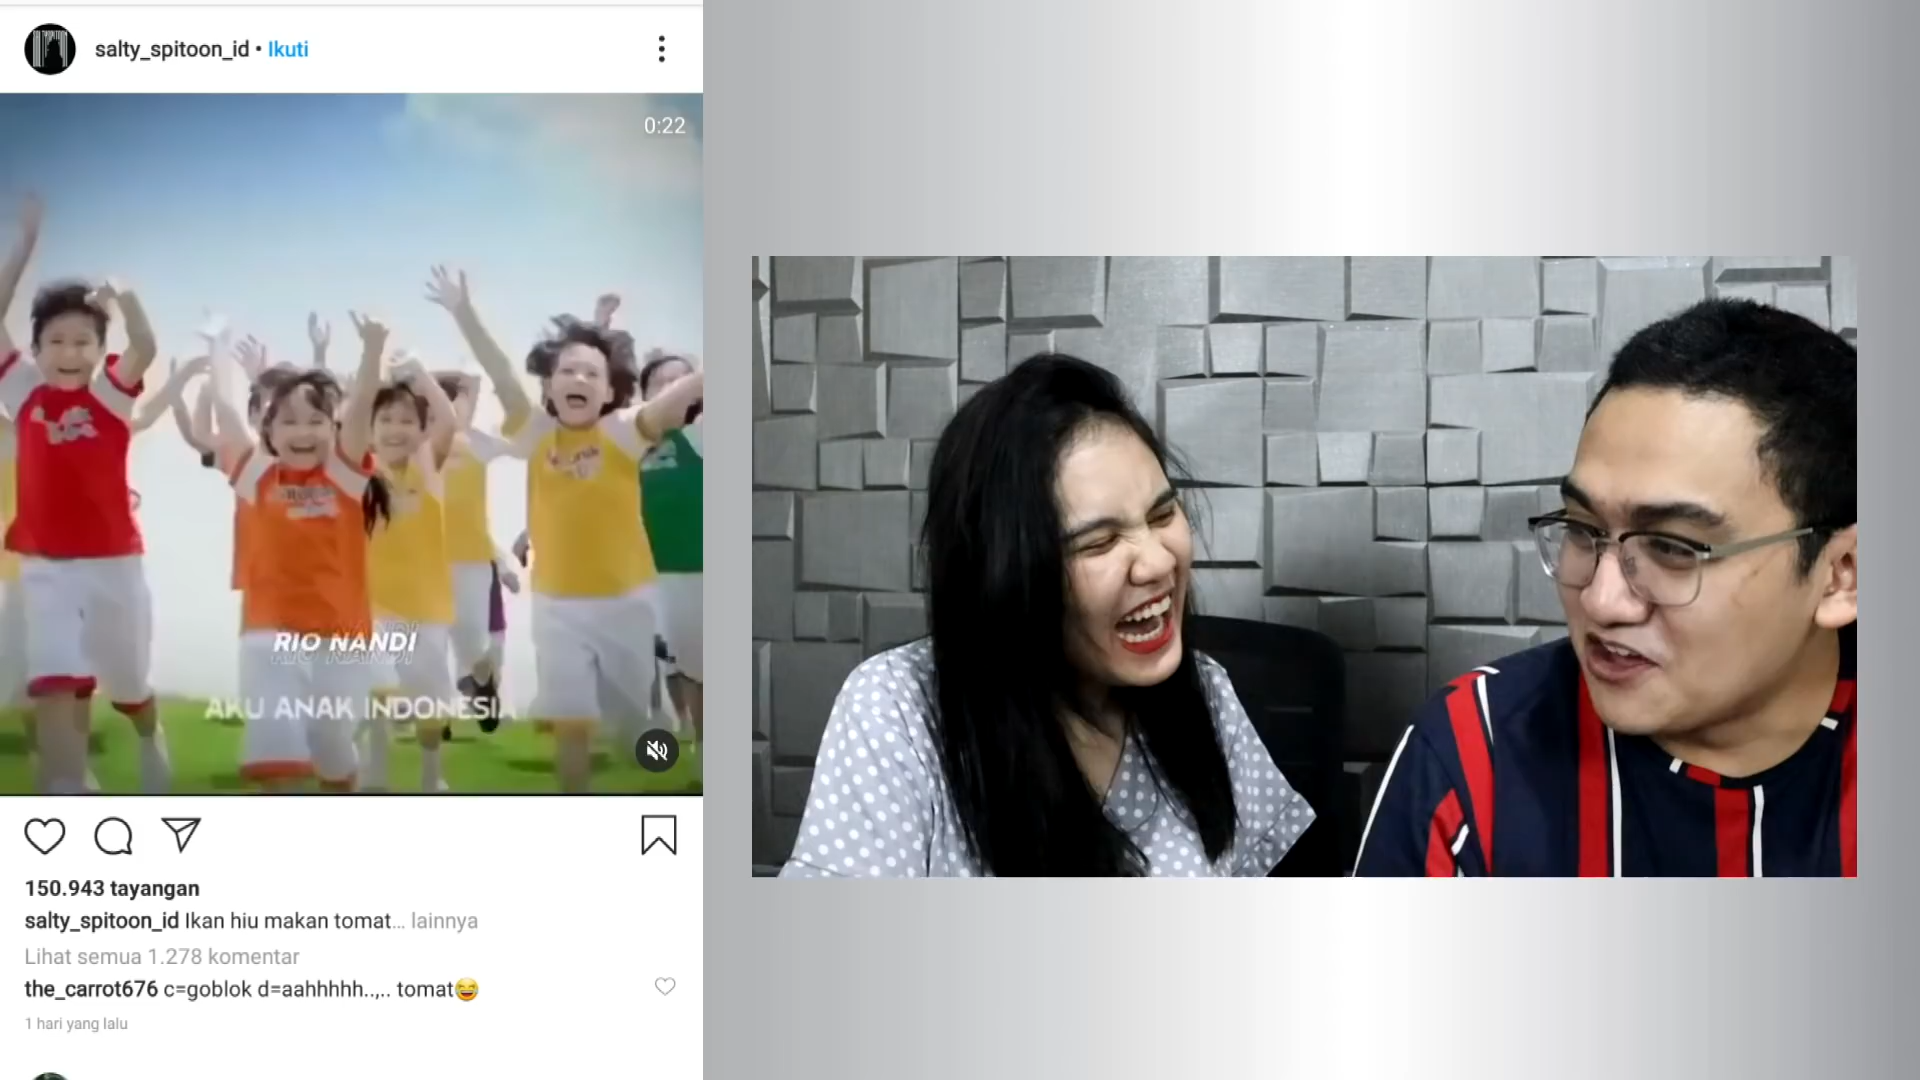 salty_spitoon_id • Ikuti
0:22
RIO NANDI
AKU ANAK INDONESIA
150.943 tayangan
salty_spitoon_id Ikan hiu makan tomat... lainnya
Lihat semua 1.278 komentar
the_carrot676 c=goblok d=aahhhhh..,.. tomat😅
1 hari yang lalu